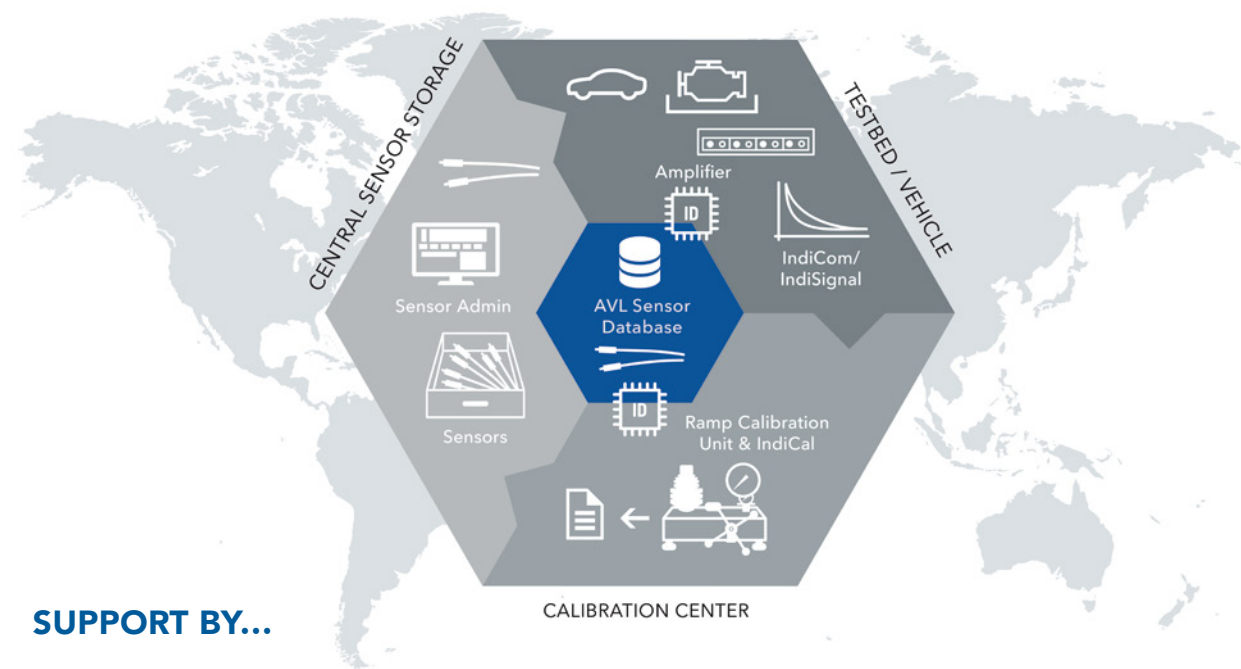 CENTRAL SENSOR STORAGE
TESTBED / VEHICLE
Amplifier
ID
IndiCom/
IndiSignal
Sensor Admin
AVL Sensor
Database
Sensors
ID
Ramp Calibration
Unit & IndiCal
CALIBRATION CENTER
SUPPORT BY...